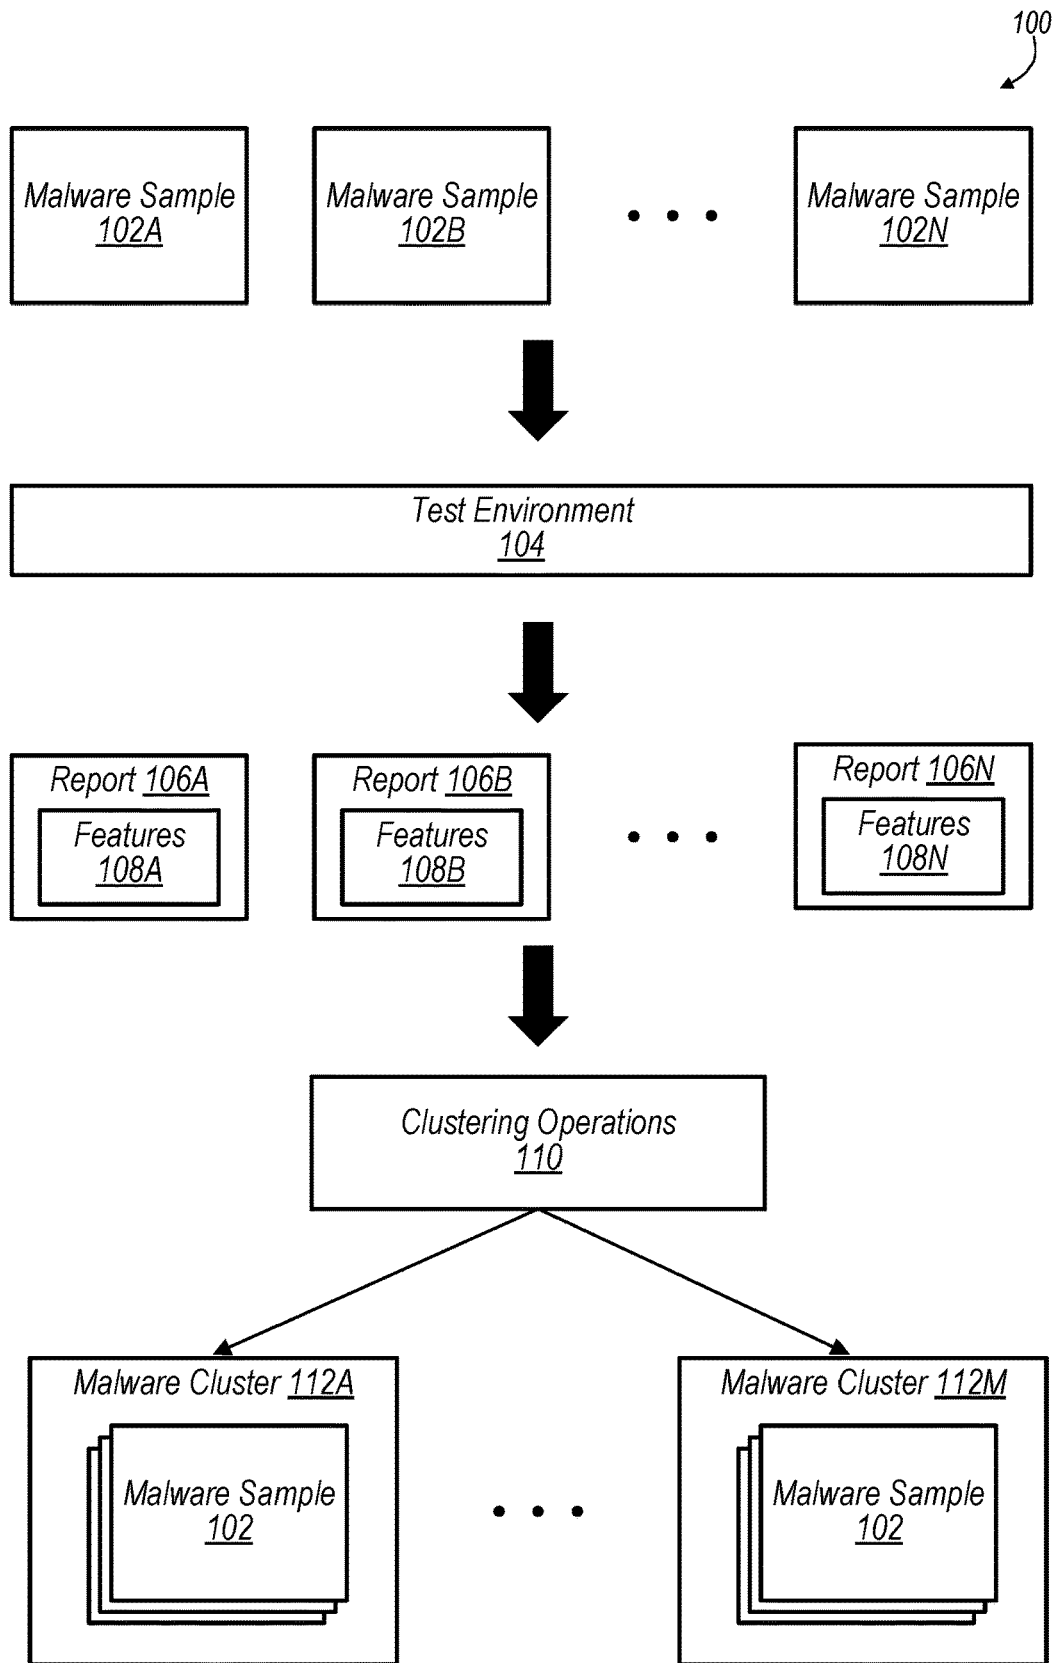 100
Malware Sample
102A
Malware Sample
102B
Malware Sample
102N
Test Environment
104
Report 106A
Features
108A
Report 106B
Features
108B
Report 106N
Features
108N
Clustering Operations
110
Malware Cluster 112A
Malware Sample
102
Malware Cluster 112M
Malware Sample
102